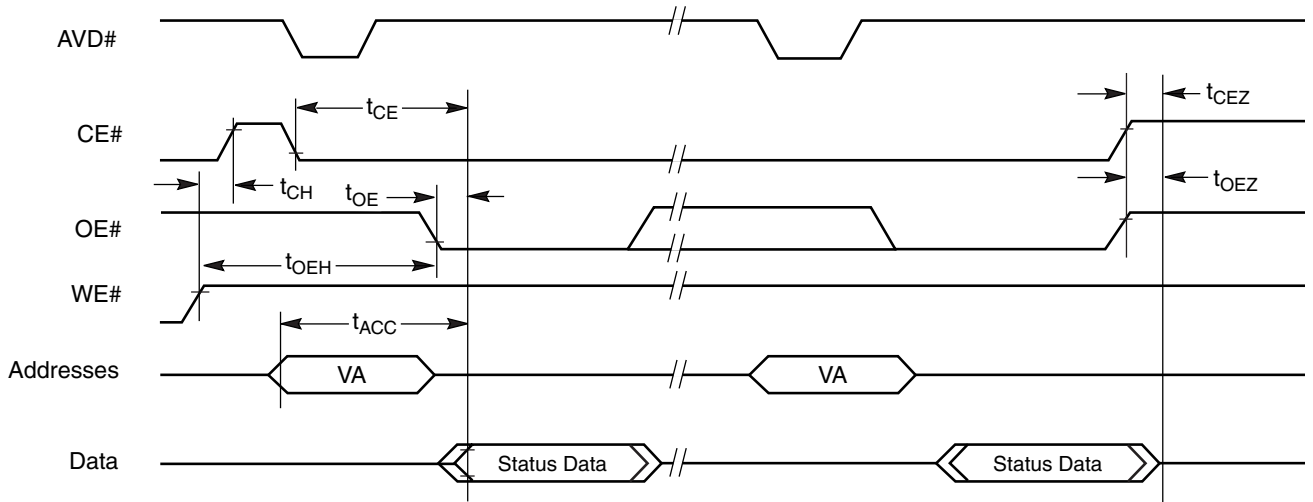 AVD#
tCE
tCEZ
CE#
tCH
tOE
tOEZ
OE#
tOEH
WE#
tACC
Addresses
VA
VA
Data
Status Data
Status Data